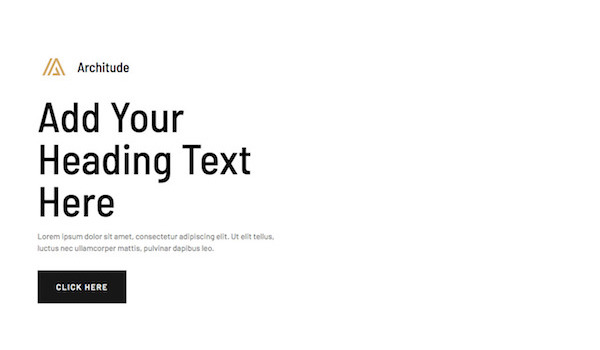 Architude
Add Your
Heading Text
Here
Lorem ipsum dolor sit amet, consectetur adipiscing elit. Ut elit tellus,
luctus nec ullamcorper mattis, pulvinar dapibus leo.
CLICK HERE